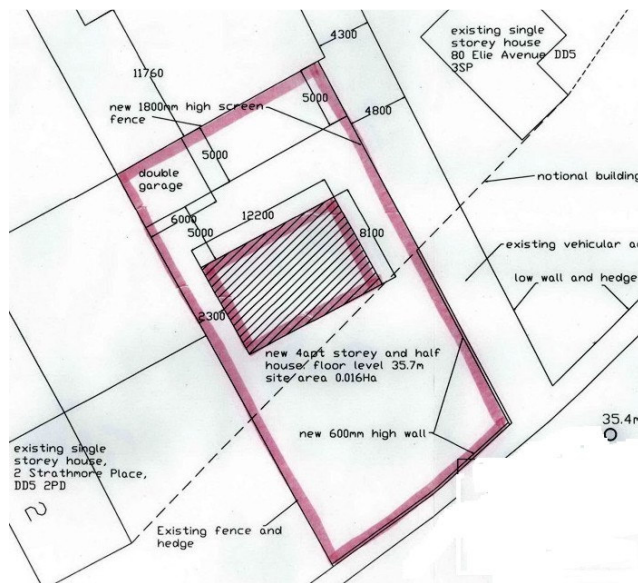 4300
existing single
storey house
80 Elie Avenue DD5
3SP
11760
new 1800mm high screen
fence
5000
4800
5000
double
garage
notional building
6000
5000
12200
8100
existing vehicular a
low wall and hedge
2300
new 4apt storey and half
house, floor level 35.7m
site area 0.016Ha
new 600mm high wall
35.4m
existing single
storey house,
2 Strathmore Place,
DD5 2PD
2
Existing fence and
hedge